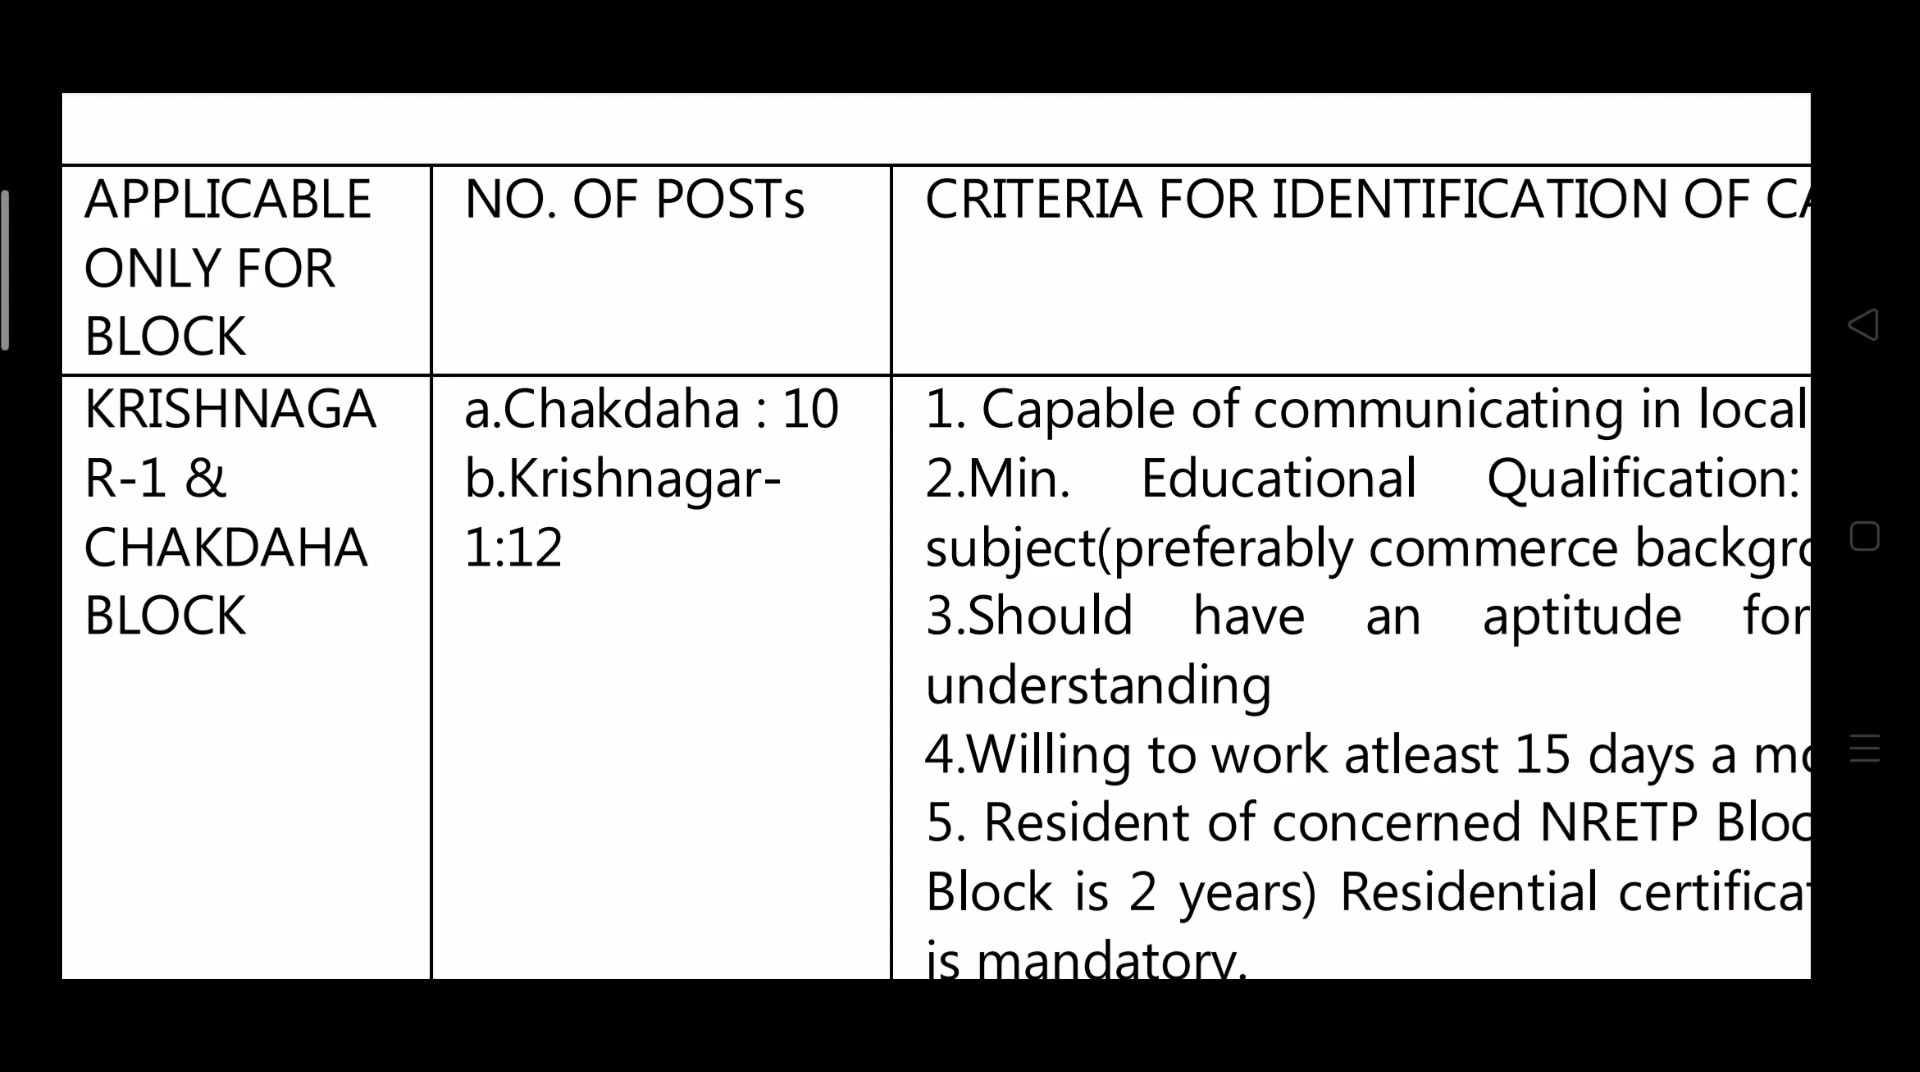 APPLICABLE
ONLY FOR
BLOCK
NO. OF POSTs
CRITERIA FOR IDENTIFICATION OF
KRISHNAGA
R-1 &
CHAKDAHA
BLOCK
a.Chakdaha : 10
b.Krishnagar-
1:12
1. Capable of communicating in local
2.Min. Educational Qualification:
subject(preferably commerce
3.Should have an aptitude for
understanding
4.Willing to work atleast 15 days a
5. Resident of concerned NRETP
Block is 2 years) Residential
is mandatory.